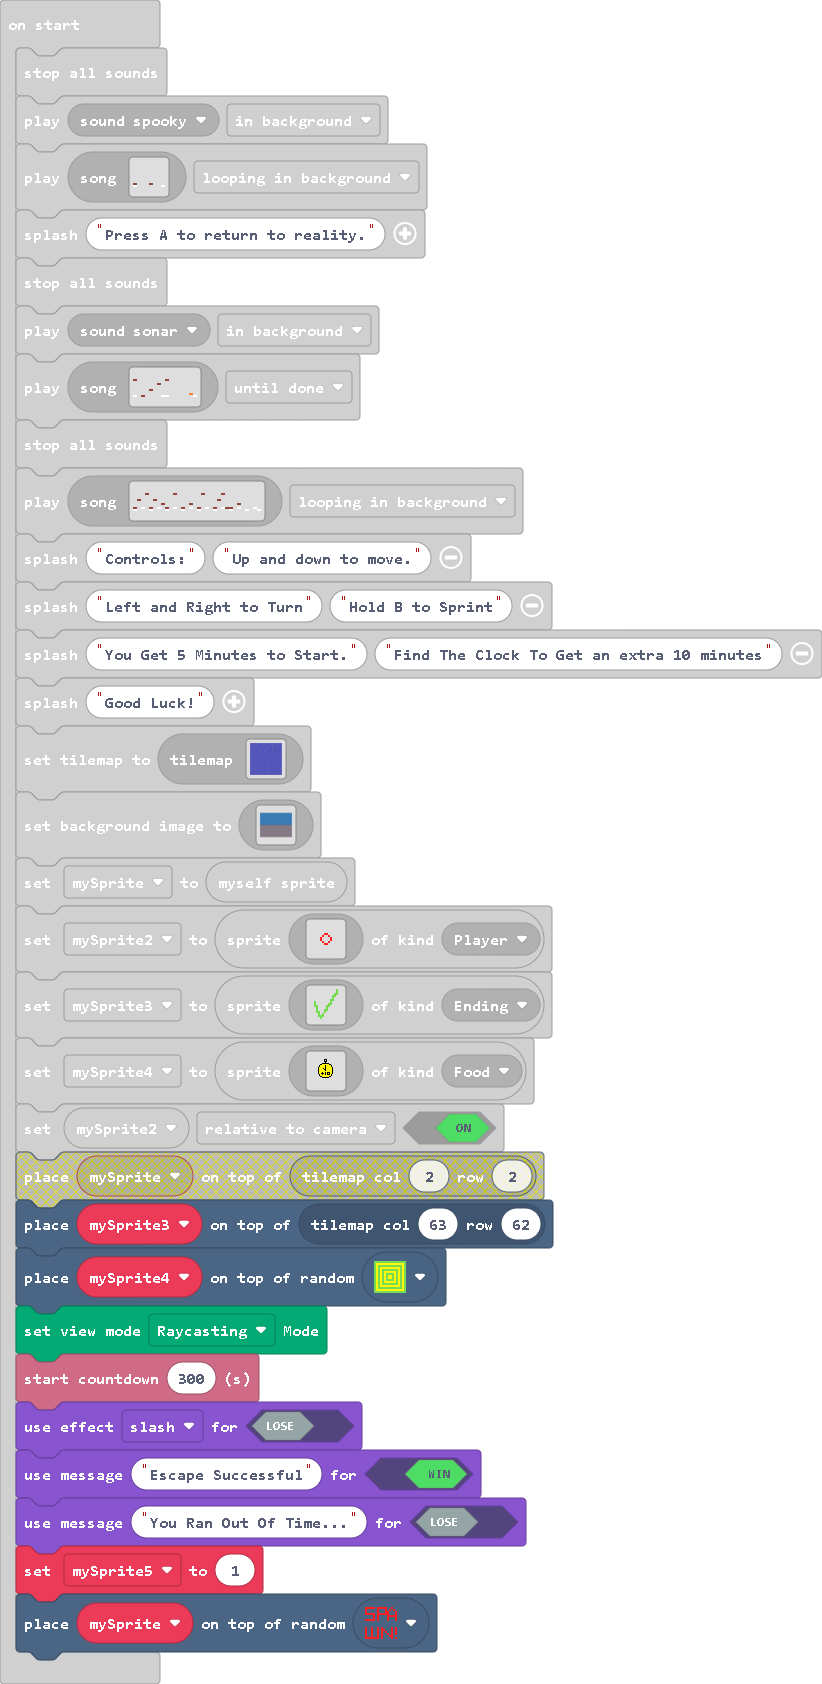 on start
stop all sounds
play sound spooky in background
play song looping in background
splash "Press A to return to reality."
stop all sounds
play sound sonar in background
play song until done
stop all sounds
play song looping in background
splash "Controls:" "Up and down to move."
splash "Left and Right to Turn" "Hold B to Sprint"
splash "You Get 5 Minutes to Start." "Find The Clock To Get an extra 10 minutes"
splash "Good Luck!"
set tilemap to tilemap
set background image to
set mySprite to myself sprite
set mySprite2 to sprite of kind Player
set mySprite3 to sprite of kind Ending
set mySprite4 to sprite of kind Food
set mySprite2 relative to camera ON
place mySprite on top of tilemap col 2 row 2
place mySprite3 on top of tilemap col 63 row 62
place mySprite4 on top of random
set view mode Raycasting Mode
start countdown 300 (s)
use effect slash for LOSE
use message "Escape Successful" for WIN
use message "You Ran Out Of Time..." for LOSE
set mySprite5 to 1
place mySprite on top of random SPA
WN!